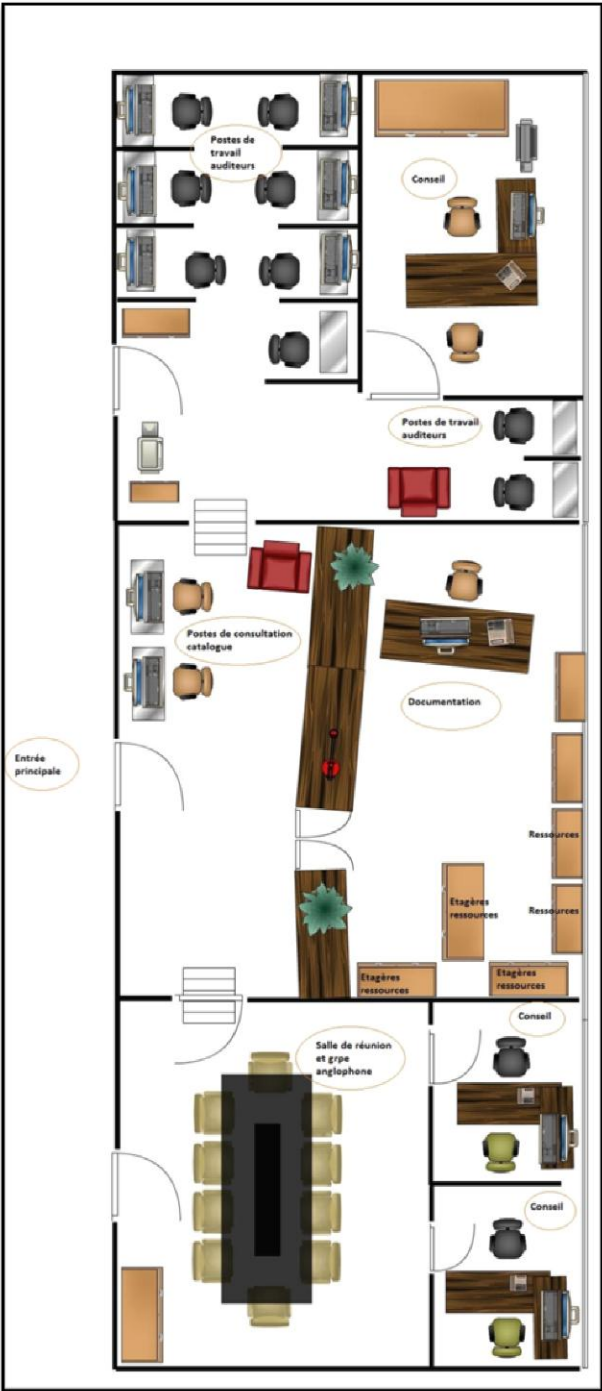 Postes de
travail
auditeurs
Conseil
Postes de travail
auditeurs
Postes de consultation
catalogue
Documentation
Entrée
principale
Ressources
Etagères
ressources
Ressources
Etagères
ressources
Etagères
ressources
Conseil
Salle de réunion
et grpe
anglophone
Conseil